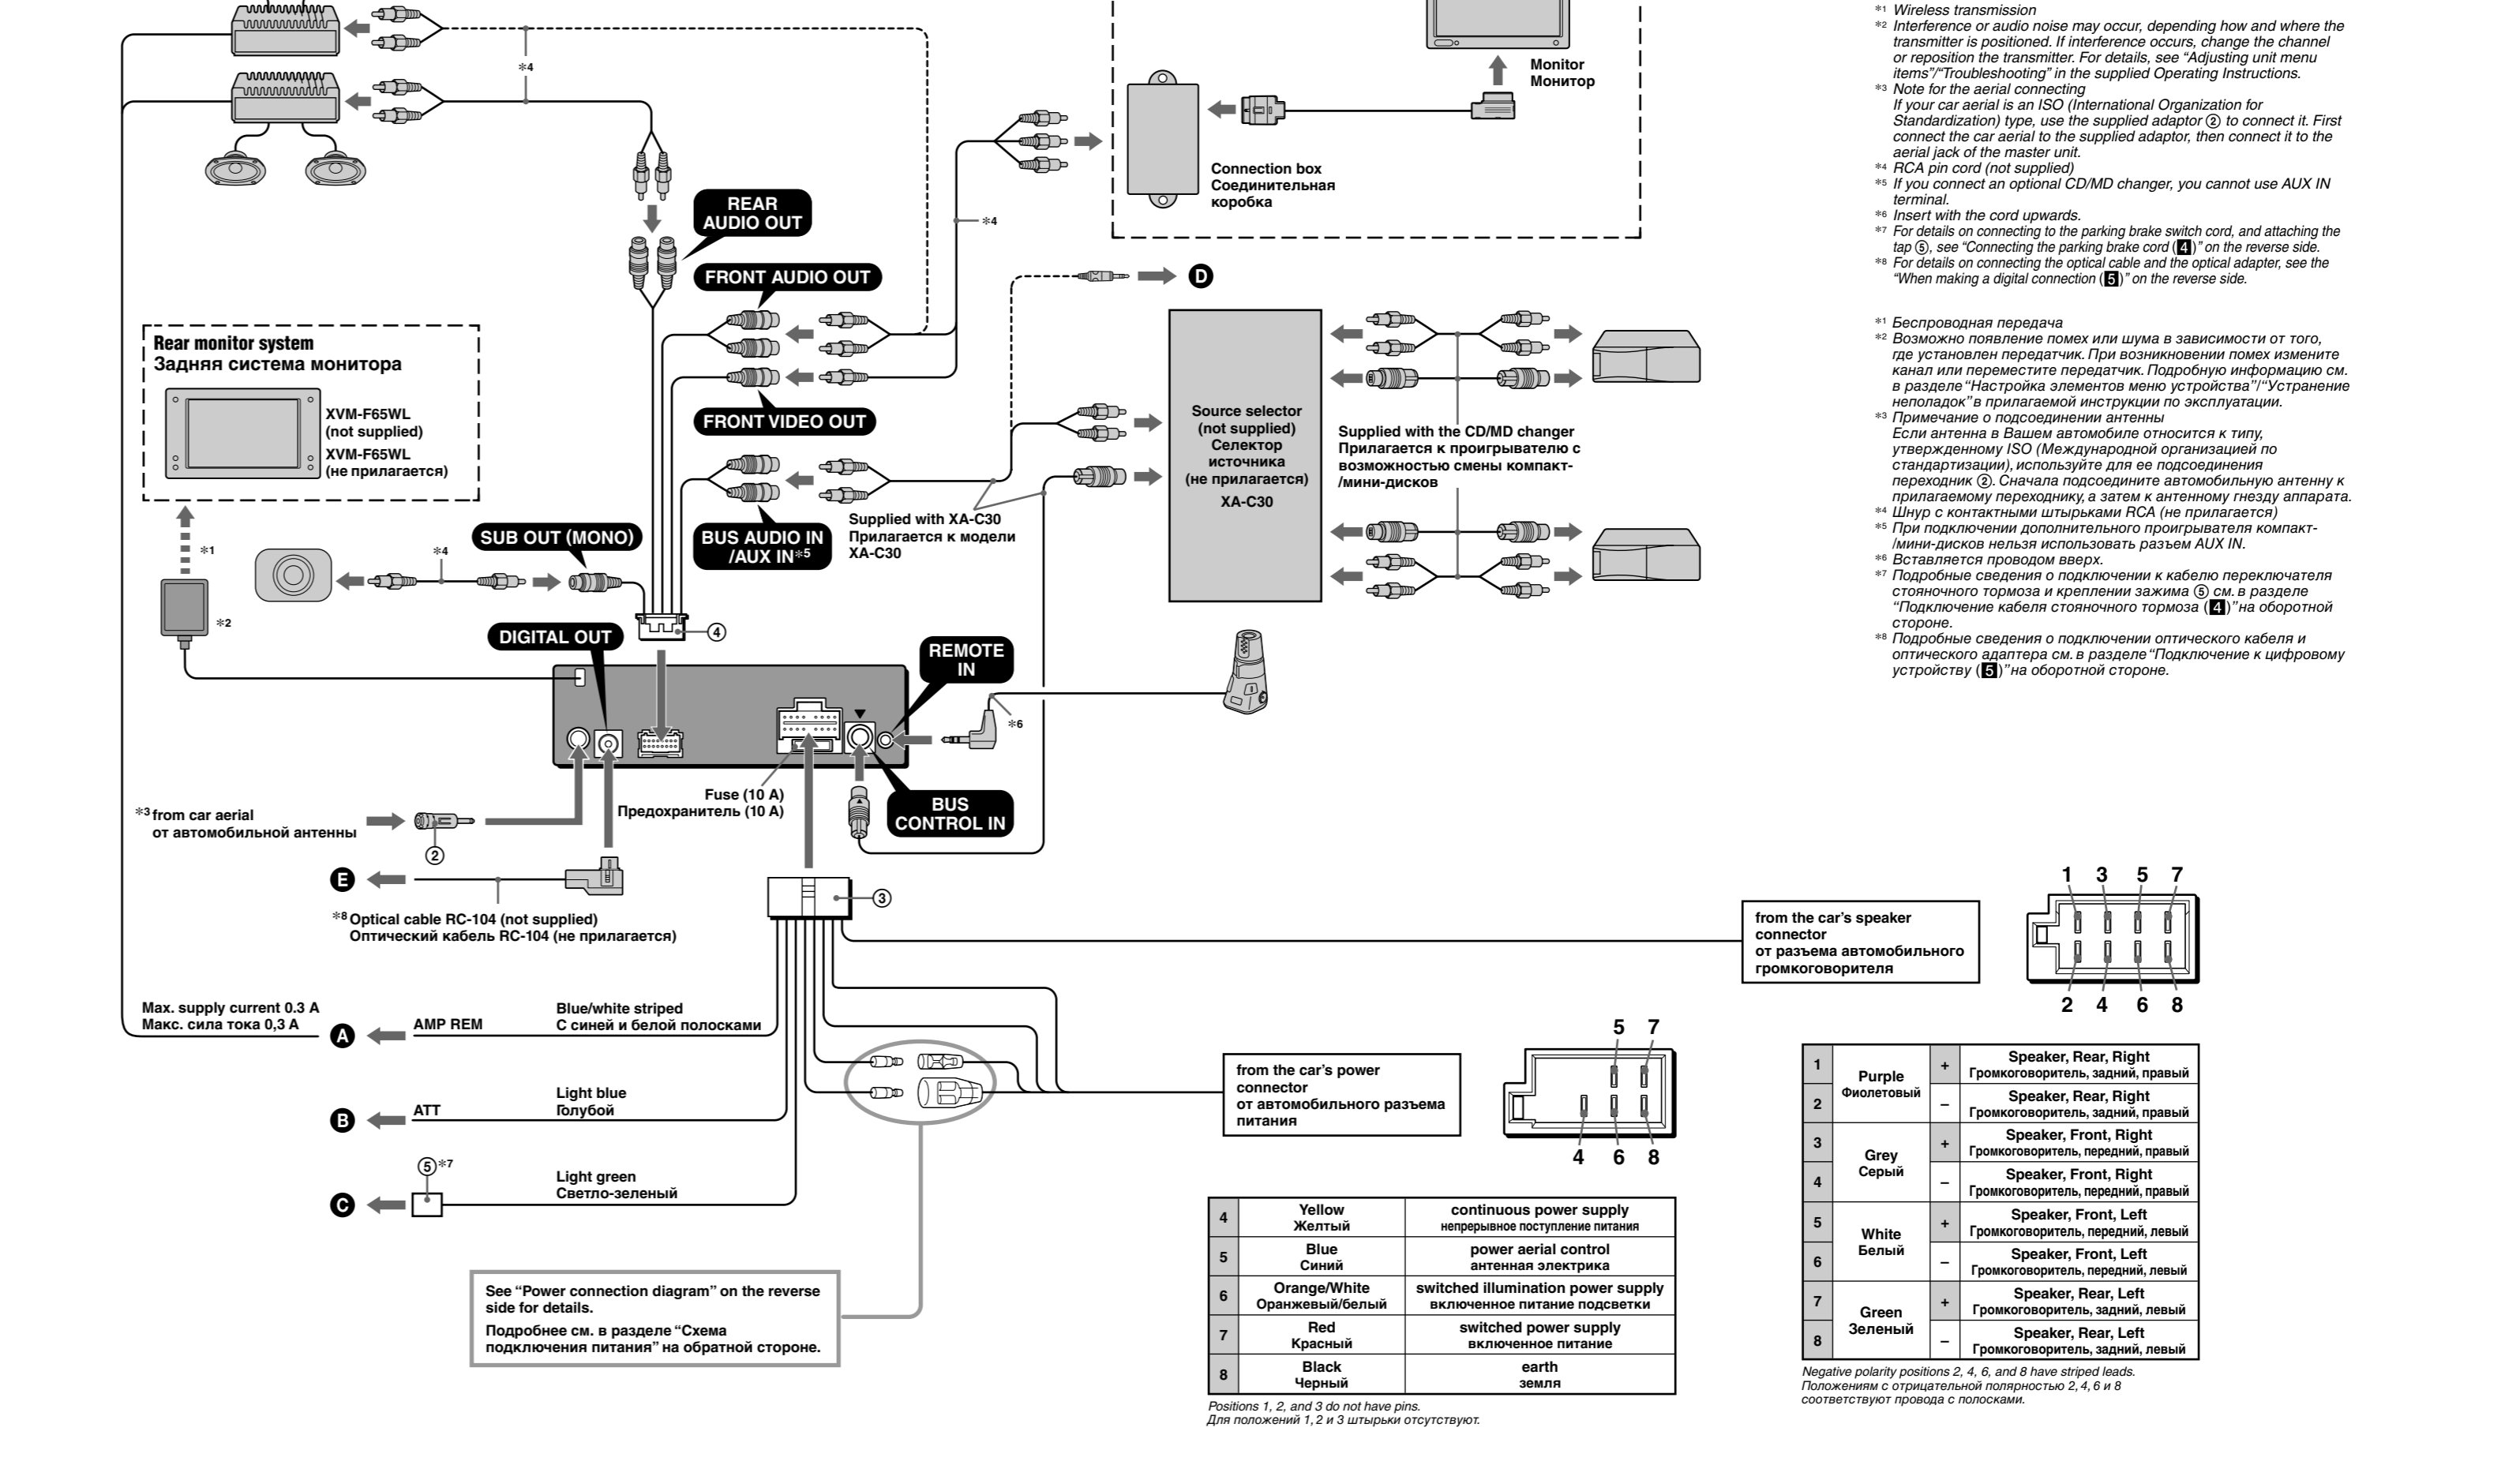 *1 Wireless transmission
*2 Interference or audio noise may occur, depending how and where the
transmitter is positioned. If interference occurs, change the channel
or reposition the transmitter. For details, see “Adjusting unit menu
items”/“Troubleshooting” in the supplied Operating Instructions.
*3 Note for the aerial connecting
If your car aerial is an ISO (International Organization for
Standardization) type, use the supplied adaptor ② to connect it. First
connect the car aerial to the supplied adaptor, then connect it to the
aerial jack of the master unit.
*4 RCA pin cord (not supplied)
*5 If you connect an optional CD/MD changer, you cannot use AUX IN
terminal.
*6 Insert with the cord upwards.
*7 For details on connecting to the parking brake switch cord, and attaching the
tap ⑤, see “Connecting the parking brake cord (4)” on the reverse side.
*8 For details on connecting the optical cable and the optical adapter, see the
“When making a digital connection (5)” on the reverse side.
*1 Беспроводная передача
*2 Возможно появление помех или шума в зависимости от того,
где установлен передатчик. При возникновении помех измените
канал или переместите передатчик. Подробную информацию см.
в разделе “Настройка элементов меню устройства”/“Устранение
неполадок” в прилагаемой инструкции по эксплуатации.
*3 Примечание о подсоединении антенны
Если антенна в Вашем автомобиле относится к типу,
утвержденному ISO (Международной организацией по
стандартизации), используйте для ее подсоединения
переходник ②. Сначала подсоедините автомобильную антенну к
прилагаемому переходнику, а затем к антенному гнезду аппарата.
*4 Шнур с контактными штырьками RCA (не прилагается)
*5 При подключении дополнительного проигрывателя компакт-
/мини-дисков нельзя использовать разъем AUX IN.
*6 Вставляется проводом вверх.
*7 Подробные сведения о подключении к кабелю переключателя
стояночного тормоза и креплении зажима ⑤ см. в разделе
“Подключение кабеля стояночного тормоза (4)” на оборотной
стороне.
*8 Подробные сведения о подключении оптического кабеля и
оптического адаптера см. в разделе “Подключение к цифровому
устройству (5)” на оборотной стороне.
*4
Monitor
Монитор
Connection box
Соединительная
коробка
REAR
AUDIO OUT
*4
FRONT AUDIO OUT
D
Rear monitor system
Задняя система монитора
XVM-F65WL
(not supplied)
XVM-F65WL
(не прилагается)
FRONT VIDEO OUT
Source selector
(not supplied)
Селектор
источника
(не прилагается)
XA-C30
Supplied with the CD/MD changer
Прилагается к проигрывателю с
возможностью смены компакт-
/мини-дисков
BUS AUDIO IN
/AUX IN*5
Supplied with XA-C30
Прилагается к модели
XA-C30
SUB OUT (MONO)
*1
*4
*2
④
DIGITAL OUT
REMOTE
IN
*6
Fuse (10 A)
Предохранитель (10 A)
BUS
CONTROL IN
*3 from car aerial
от автомобильной антенны
②
E
③
*8 Optical cable RC-104 (not supplied)
Оптический кабель RC-104 (не прилагается)
from the car’s speaker
connector
от разъема автомобильного
громкоговорителя
1 3 5 7
2 4 6 8
Max. supply current 0.3 A
Макс. сила тока 0,3 А
A
AMP REM
Blue/white striped
С синей и белой полосками
B
ATT
Light blue
Голубой
⑤*7
C
Light green
Светло-зеленый
from the car’s power
connector
от автомобильного разъема
питания
5 7
4 6 8
See “Power connection diagram” on the reverse
side for details.
Подробнее см. в разделе “Схема
подключения питания” на обратной стороне.
4 Yellow continuous power supply
Желтый непрерывное поступление питания
5 Blue power aerial control
Синий антенная электрика
6 Orange/White switched illumination power supply
Оранжевый/белый включенное питание подсветки
7 Red switched power supply
Красный включенное питание
8 Black earth
Черный земля
Positions 1, 2, and 3 do not have pins.
Для положений 1, 2 и 3 штырьки отсутствуют.
1 Purple + Speaker, Rear, Right
Фиолетовый Громкоговоритель, задний, правый
2 – Speaker, Rear, Right
Громкоговоритель, задний, правый
3 Grey + Speaker, Front, Right
Серый Громкоговоритель, передний, правый
4 – Speaker, Front, Right
Громкоговоритель, передний, правый
5 White + Speaker, Front, Left
Белый Громкоговоритель, передний, левый
6 – Speaker, Front, Left
Громкоговоритель, передний, левый
7 Green + Speaker, Rear, Left
Зеленый Громкоговоритель, задний, левый
8 – Speaker, Rear, Left
Громкоговоритель, задний, левый
Negative polarity positions 2, 4, 6, and 8 have striped leads.
Положениям с отрицательной полярностью 2, 4, 6 и 8
соответствуют провода с полосками.